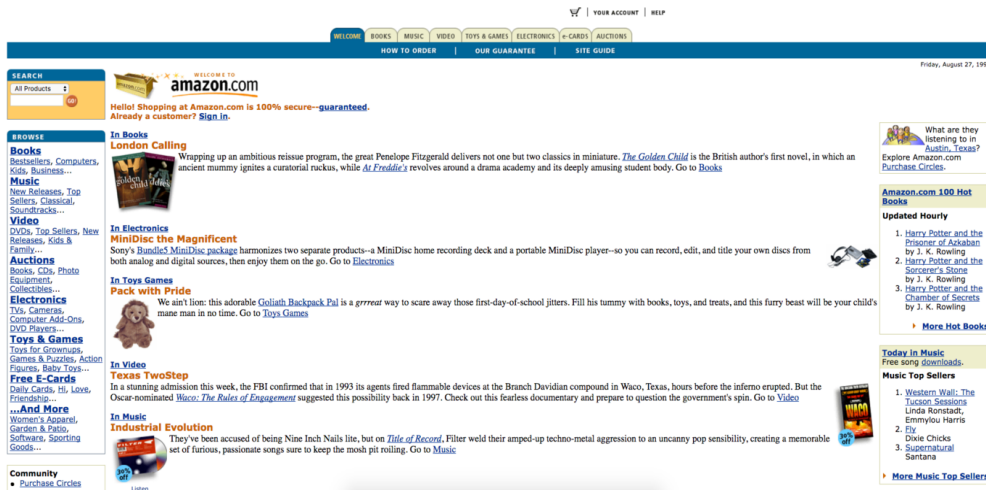 YOUR ACCOUNT | HELP
WELCOME BOOKS MUSIC VIDEO TOYS & GAMES ELECTRONICS e-CARDS AUCTIONS
HOW TO ORDER | OUR GUARANTEE | SITE GUIDE
Friday, August 27, 199
SEARCH
All Products
GO!
WELCOME TO
amazon.com
Hello! Shopping at Amazon.com is 100% secure--guaranteed.
Already a customer? Sign in.
BROWSE
Books
Bestsellers, Computers,
Kids, Business...
Music
New Releases, Top
Sellers, Classical,
Soundtracks...
Video
DVDs, Top Sellers, New
Releases, Kids &
Family...
Auctions
Books, CDs, Photo
Equipment,
Collectibles...
Electronics
TVs, Cameras,
Computer Add-Ons,
DVD Players...
Toys & Games
Toys for Grownups,
Games & Puzzles, Action
Figures, Baby Toys...
Free E-Cards
Daily Cards, Hi, Love,
Friendship...
...And More
Women's Apparel,
Garden & Patio,
Software, Sporting
Goods...
Community
Purchase Circles
In Books
London Calling
Wrapping up an ambitious reissue program, the great Penelope Fitzgerald delivers not one but two classics in miniature. The Golden Child is the British author's first novel, in which an
ancient mummy ignites a curatorial ruckus, while At Freddie's revolves around a drama academy and its deeply amusing student body. Go to Books
golden child
In Electronics
MiniDisc the Magnificent
Sony's Bundle5 MiniDisc package harmonizes two separate products--a MiniDisc home recording deck and a portable MiniDisc player--so you can record, edit, and title your own discs from
both analog and digital sources, then enjoy them on the go. Go to Electronics
In Toys Games
Pack with Pride
We ain't lion: this adorable Goliath Backpack Pal is a grrreat way to scare away those first-day-of-school jitters. Fill his tummy with books, toys, and treats, and this furry beast will be your child's
mane man in no time. Go to Toys Games
In Video
Texas TwoStep
In a stunning admission this week, the FBI confirmed that in 1993 its agents fired flammable devices at the Branch Davidian compound in Waco, Texas, hours before the inferno erupted. But the
Oscar-nominated Waco: The Rules of Engagement suggested this possibility back in 1997. Check out this fearless documentary and prepare to question the government's spin. Go to Video
WACO
30% off
In Music
Industrial Evolution
They've been accused of being Nine Inch Nails lite, but on Title of Record, Filter weld their amped-up techno-metal aggression to an uncanny pop sensibility, creating a memorable
set of furious, passionate songs sure to keep the mosh pit roiling. Go to Music
FILTER
30% off
Listen
What are they
listening to in
Austin, Texas?
Explore Amazon.com
Purchase Circles.
Amazon.com 100 Hot
Books
Updated Hourly
1. Harry Potter and the
Prisoner of Azkaban
by J. K. Rowling
2. Harry Potter and the
Sorcerer's Stone
by J. K. Rowling
3. Harry Potter and the
Chamber of Secrets
by J. K. Rowling
More Hot Books
Today in Music
Free song downloads.
Music Top Sellers
1. Western Wall: The
Tucson Sessions
Linda Ronstadt,
Emmylou Harris
2. Fly
Dixie Chicks
3. Supernatural
Santana
More Music Top Sellers